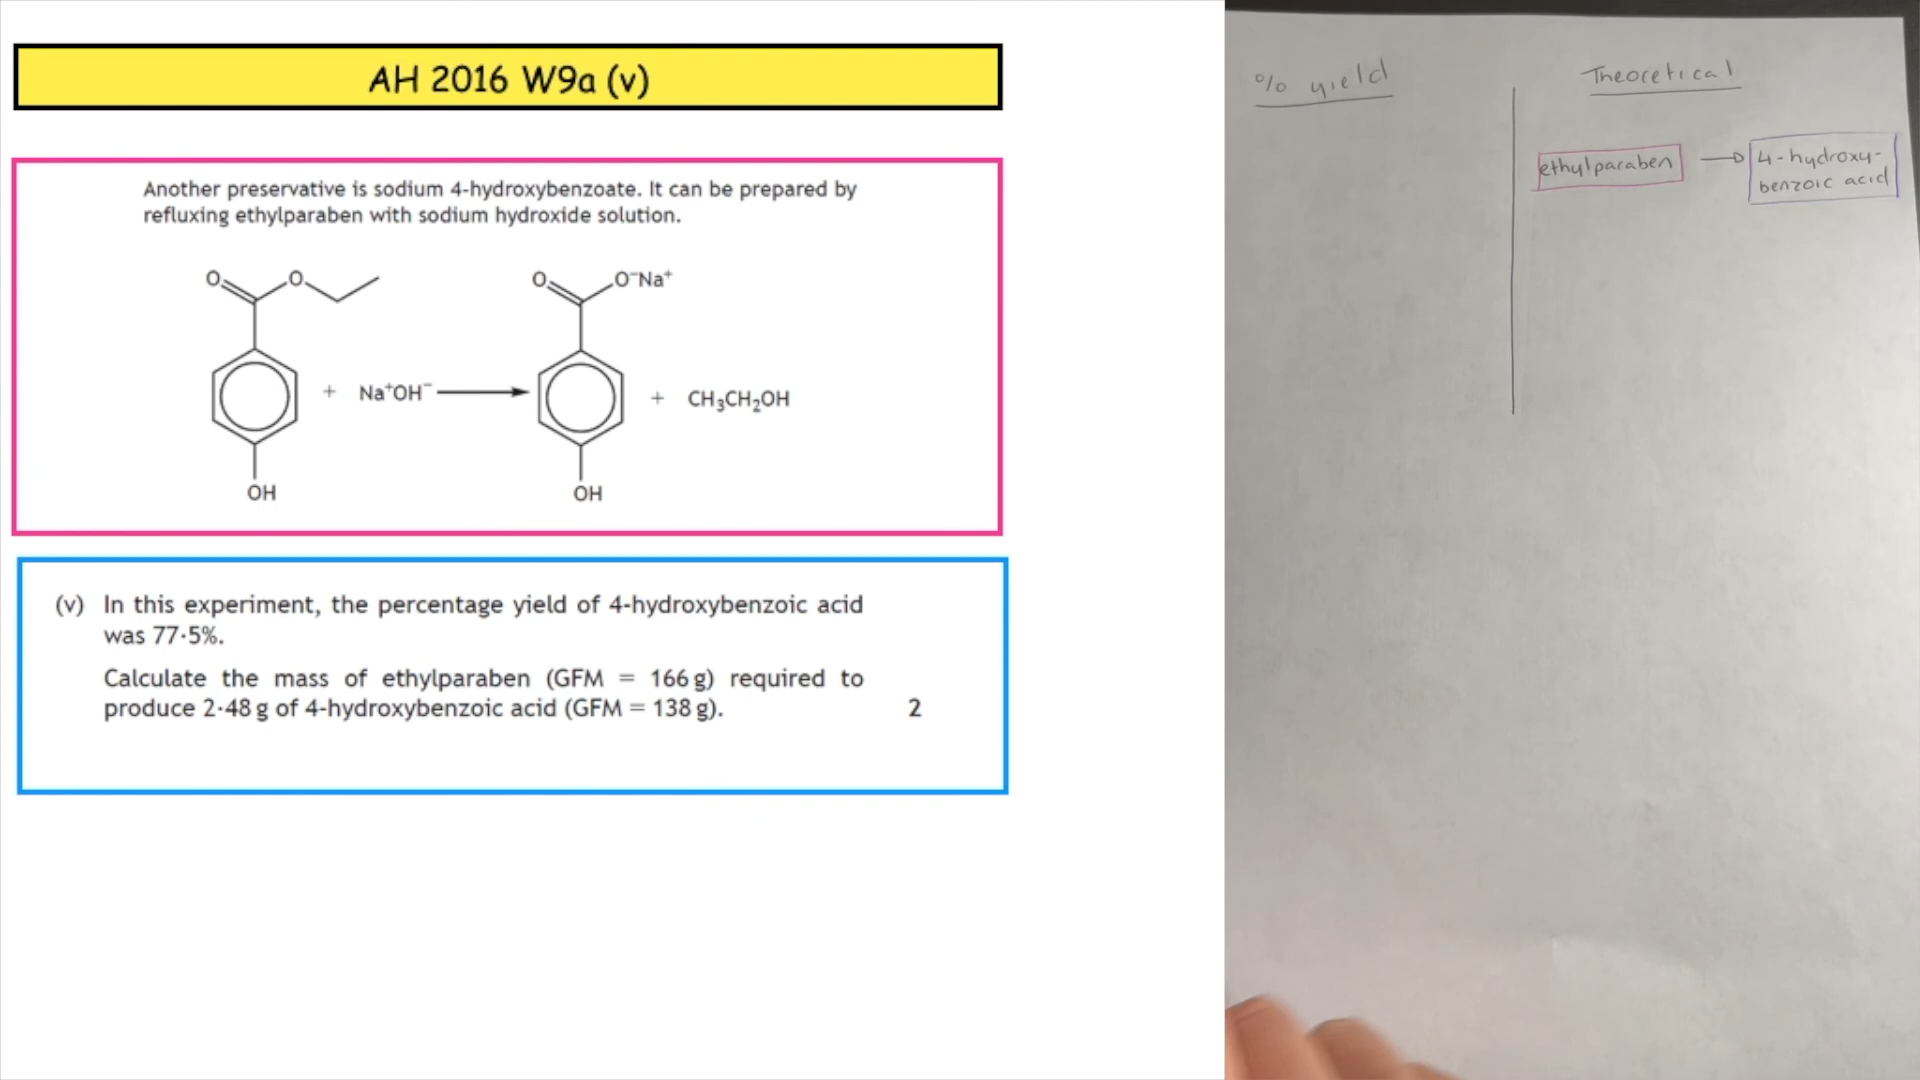 AH 2016 W9a (v)
Another preservative is sodium 4-hydroxybenzoate. It can be prepared by
refluxing ethylparaben with sodium hydroxide solution.
O O O O⁻Na⁺
+ Na⁺OH⁻ + CH₃CH₂OH
OH OH
(v) In this experiment, the percentage yield of 4-hydroxybenzoic acid
was 77·5%.
Calculate the mass of ethylparaben (GFM = 166 g) required to
produce 2·48 g of 4-hydroxybenzoic acid (GFM = 138 g). 2
% yield
Theoretical
ethylparaben
4-hydroxy-
benzoic acid